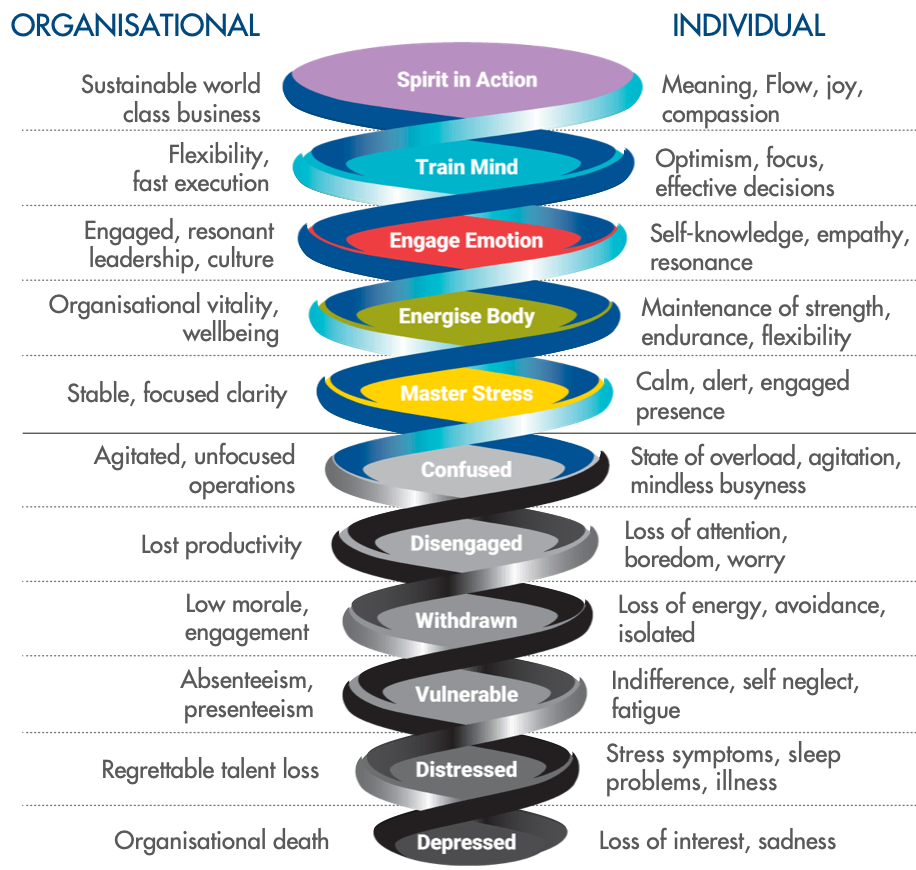 ORGANISATIONAL
INDIVIDUAL
Sustainable world
class business
Spirit in Action
Meaning, Flow, joy,
compassion
Flexibility,
fast execution
Train Mind
Optimism, focus,
effective decisions
Engaged, resonant
leadership, culture
Engage Emotion
Self-knowledge, empathy,
resonance
Organisational vitality,
wellbeing
Energise Body
Maintenance of strength,
endurance, flexibility
Stable, focused clarity
Master Stress
Calm, alert, engaged
presence
Agitated, unfocused
operations
Confused
State of overload, agitation,
mindless busyness
Lost productivity
Disengaged
Loss of attention,
boredom, worry
Low morale,
engagement
Withdrawn
Loss of energy, avoidance,
isolated
Absenteeism,
presenteeism
Vulnerable
Indifference, self neglect,
fatigue
Regrettable talent loss
Distressed
Stress symptoms, sleep
problems, illness
Organisational death
Depressed
Loss of interest, sadness